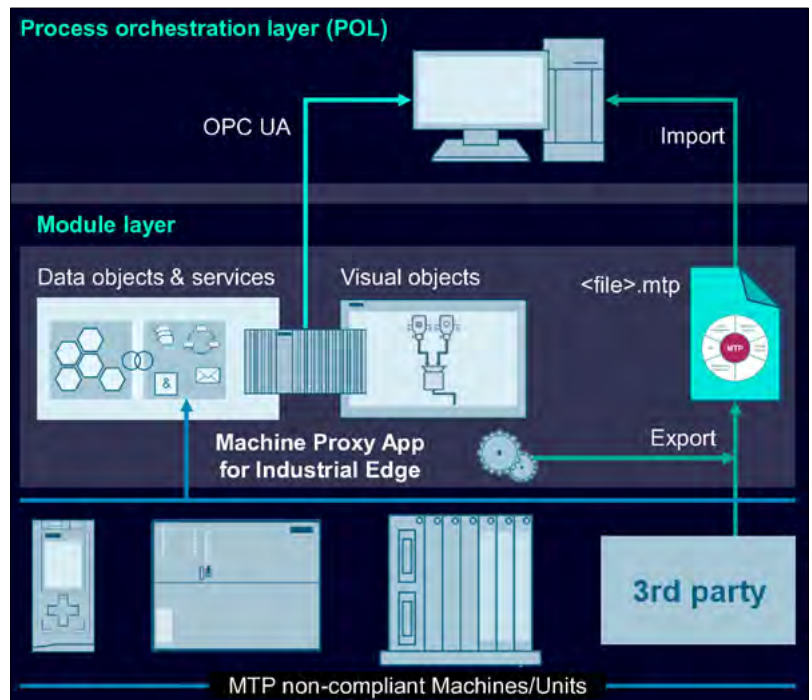 Process orchestration layer (POL)
OPC UA
Import
Module layer
Data objects & services
Visual objects
<file>.mtp
MTP
&
Machine Proxy App
for Industrial Edge
Export
3rd party
MTP non-compliant Machines/Units